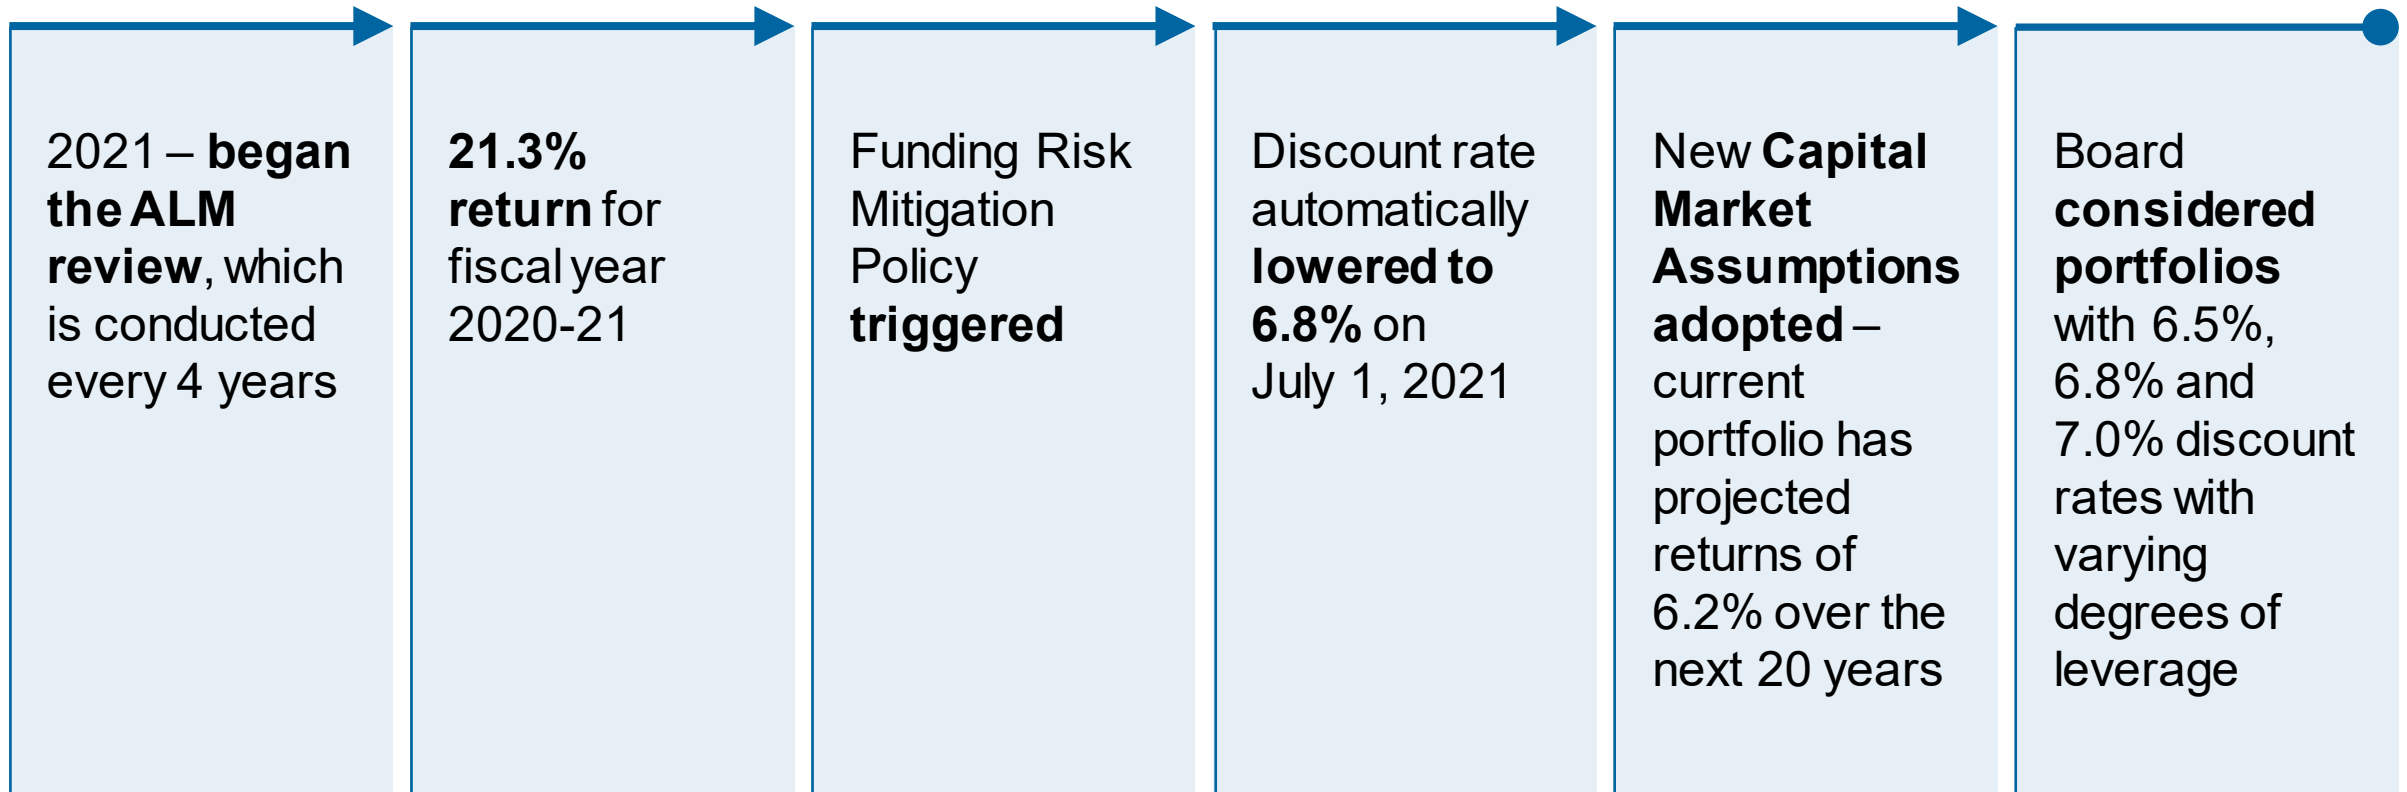 2021 – began
the ALM
review, which
is conducted
every 4 years
21.3%
return for
fiscal year
2020-21
Funding Risk
Mitigation
Policy
triggered
Discount rate
automatically
lowered to
6.8% on
July 1, 2021
New Capital
Market
Assumptions
adopted –
current
portfolio has
projected
returns of
6.2% over the
next 20 years
Board
considered
portfolios
with 6.5%,
6.8% and
7.0% discount
rates with
varying
degrees of
leverage